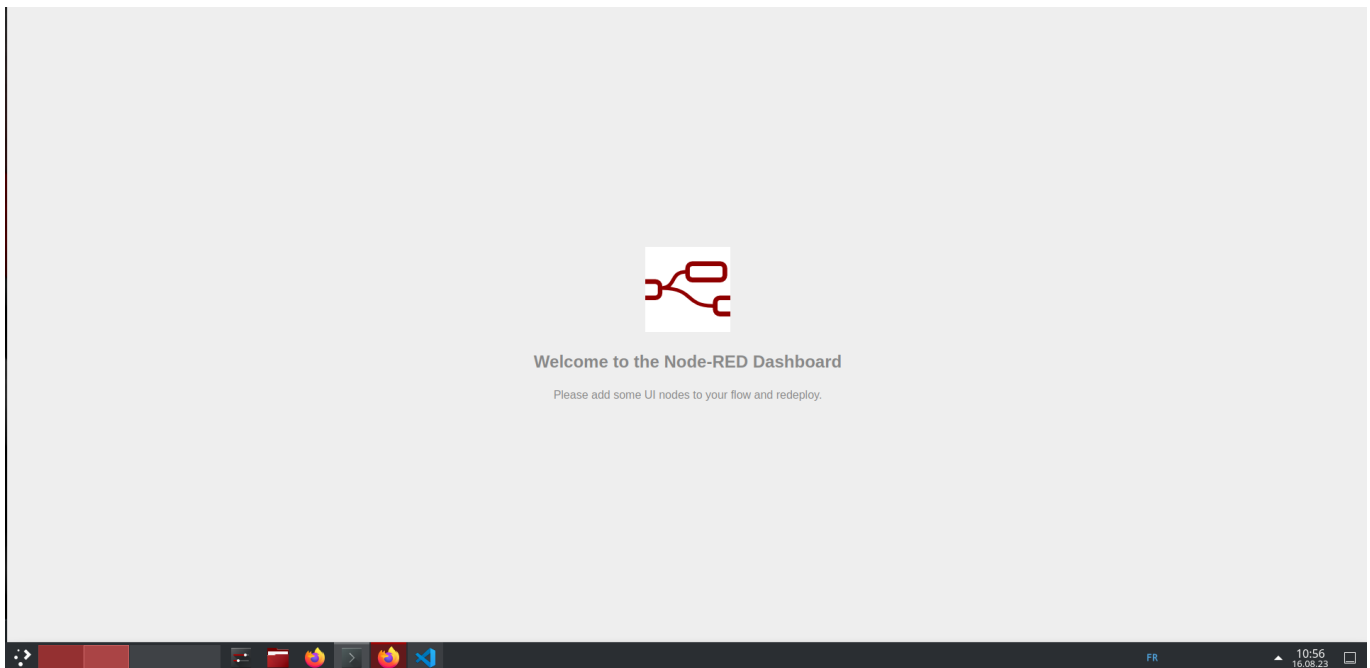 Welcome to the Node-RED Dashboard
Please add some UI nodes to your flow and redeploy.
FR
10:56
16.08.23